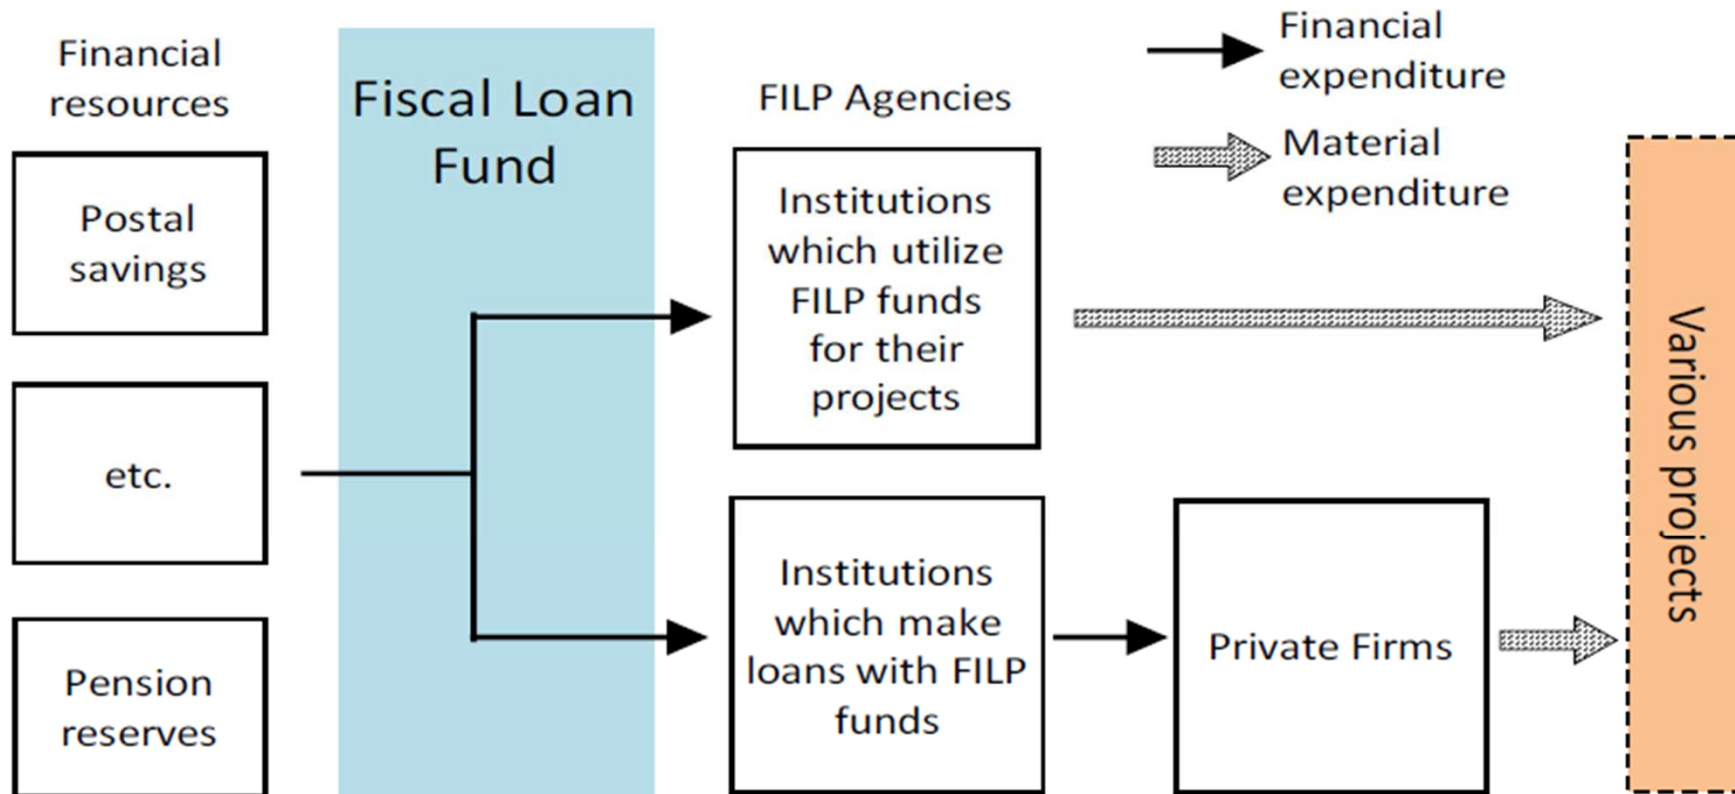 Financial
resources
Postal
savings
etc.
Pension
reserves
Fiscal Loan
Fund
FILP Agencies
Institutions
which utilize
FILP funds
for their
projects
Institutions
which make
loans with FILP
funds
Private Firms
Financial
expenditure
Material
expenditure
Various projects